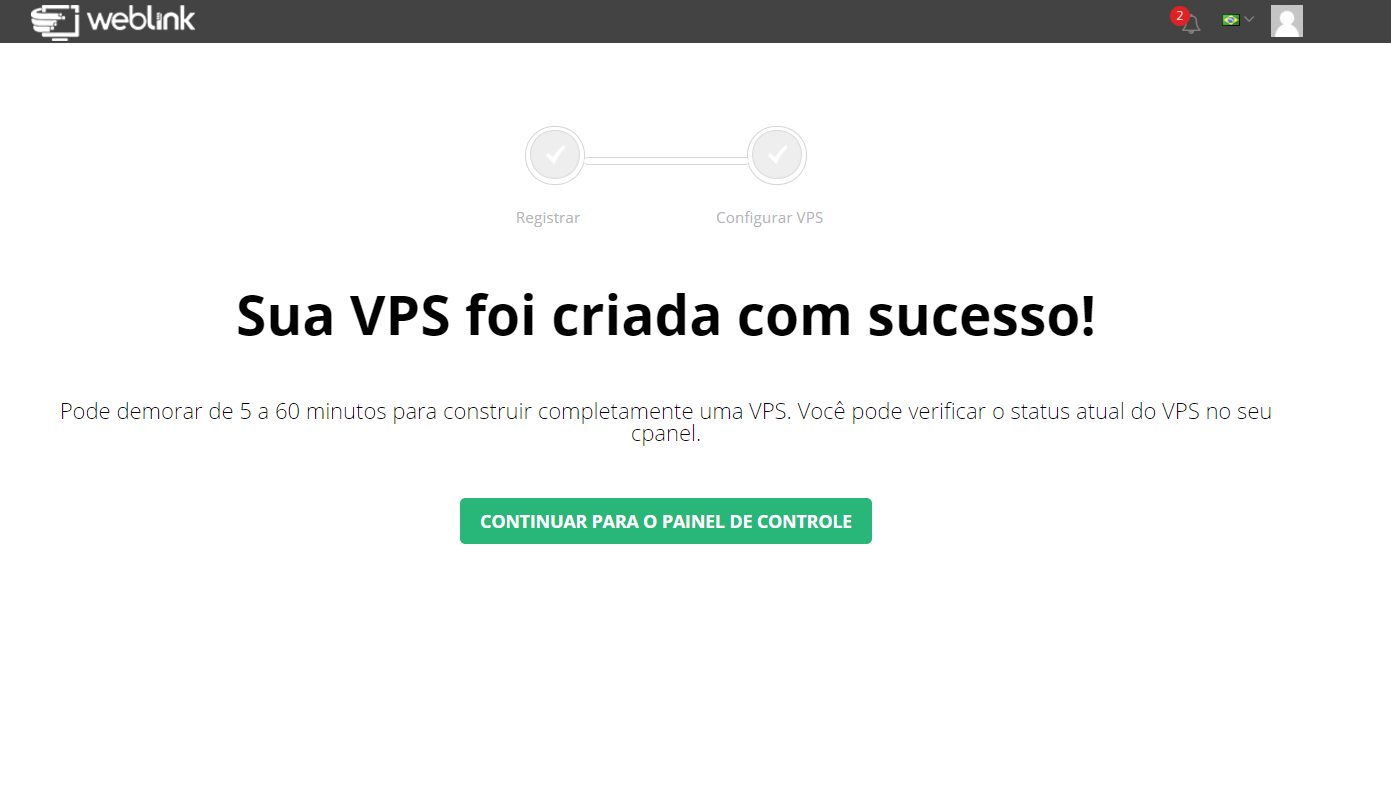 weblink
2
Registrar
Configurar VPS
Sua VPS foi criada com sucesso!
Pode demorar de 5 a 60 minutos para construir completamente uma VPS. Você pode verificar o status atual do VPS no seu
cpanel.
CONTINUAR PARA O PAINEL DE CONTROLE